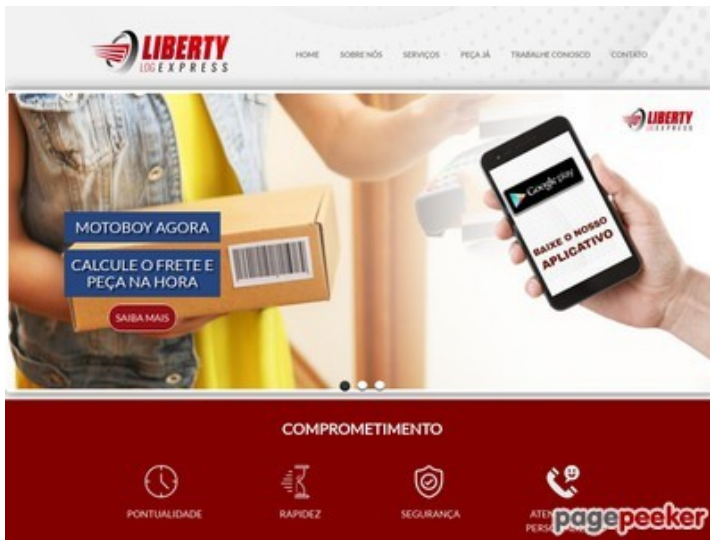 LIBERTY
LOG EXPRESS
HOME SOBRE NÓS SERVIÇOS PEÇA JÁ TRABALHE CONOSCO CONTATO
LIBERTY
LOG EXPRESS
Google play
BAIXE O NOSSO
APLICATIVO
MOTOBOY AGORA
CALCULE O FRETE E
PEÇA NA HORA
SAIBA MAIS
COMPROMETIMENTO
PONTUALIDADE RAPIDEZ SEGURANÇA
pagepeeker